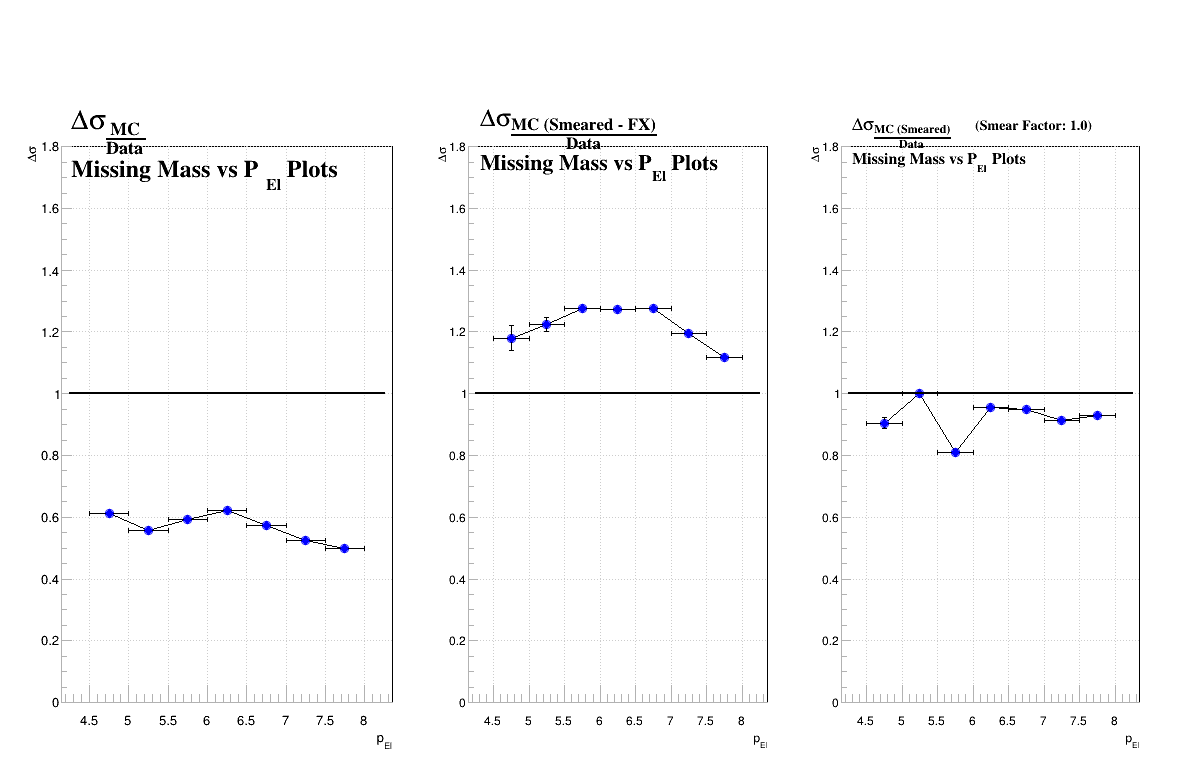 Δσ MC
Data
Missing Mass vs P El Plots
Δσ
1.8
1.6
1.4
1.2
1
0.8
0.6
0.4
0.2
0
4.5 5 5.5 6 6.5 7 7.5 8
p El
Δσ MC (Smeared - FX)
Data
Missing Mass vs P El Plots
Δσ
1.8
1.6
1.4
1.2
1
0.8
0.6
0.4
0.2
0
4.5 5 5.5 6 6.5 7 7.5 8
p El
Δσ MC (Smeared) (Smear Factor: 1.0)
Data
Missing Mass vs P El Plots
Δσ
1.8
1.6
1.4
1.2
1
0.8
0.6
0.4
0.2
0
4.5 5 5.5 6 6.5 7 7.5 8
p El